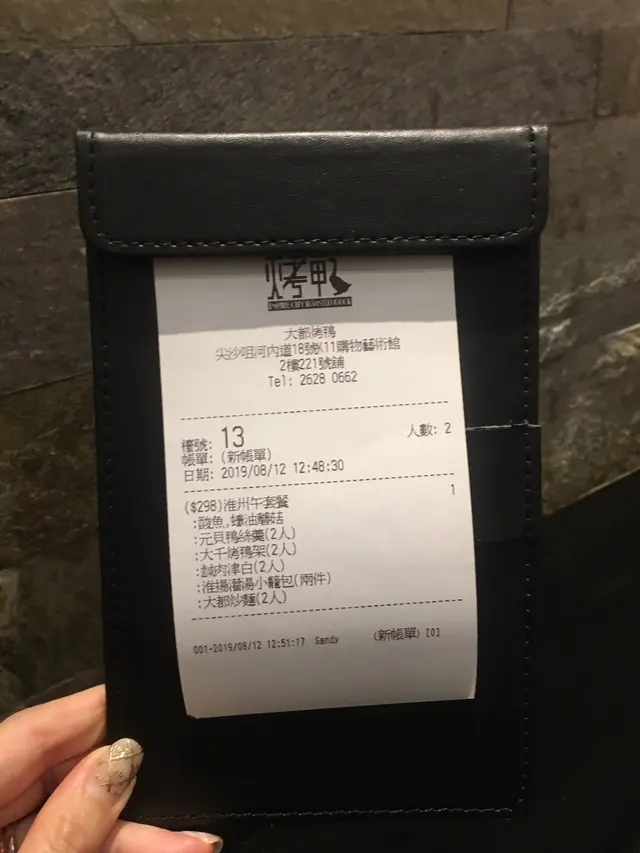 烤鴨
EMPIRE CITY ROASTED DUCK
大都烤鴨
尖沙咀河內道18號K11購物藝術館
2樓221號舖
Tel: 2628 0662
檯號: 13 人數: 2
帳單: (新帳單)
日期: 2019/08/12 12:48:30
($298)淮州午套餐 1
:酸魚,蠔油蘑菇
:元貝鴨絲羹(2人)
:大千烤鴨架(2人)
:鹹肉津白(2人)
:淮揚灌湯小籠包(兩件)
:大都炒麵(2人)
001-2019/08/12 12:51:17 Sandy (新帳單) [0]